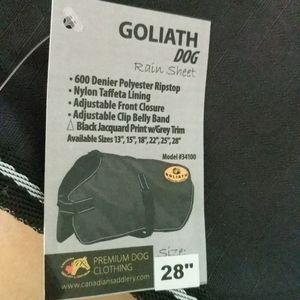 GOLIATH
DOG
Rain Sheet
• 600 Denier Polyester Ripstop
• Nylon Taffeta Lining
• Adjustable Front Closure
• Adjustable Clip Belly Band
△ Black Jacquard Print w/Grey Trim
Available Sizes 13", 15", 18", 22", 25", 28"
Model #34100
GOLIATH
PREMIUM DOG
CLOTHING
www.canadiansaddlery.com
Size:
28"